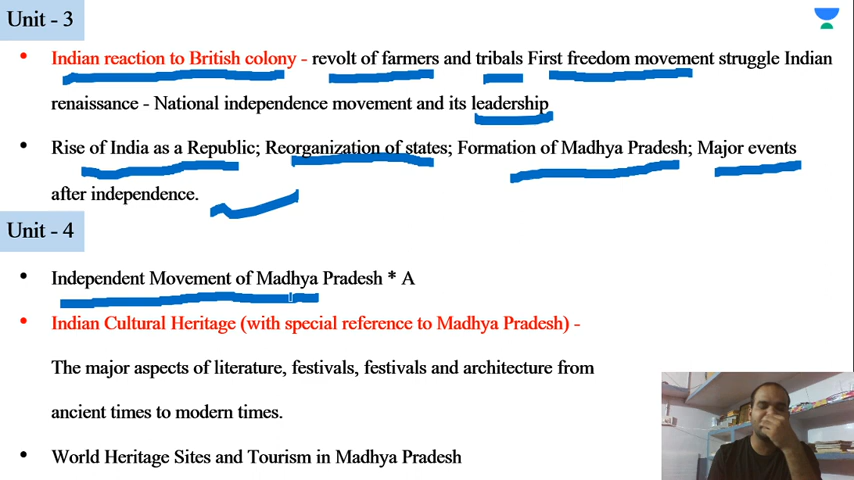 Unit - 3
• Indian reaction to British colony - revolt of farmers and tribals First freedom movement struggle Indian
renaissance - National independence movement and its leadership
• Rise of India as a Republic; Reorganization of states; Formation of Madhya Pradesh; Major events
after independence.
Unit - 4
• Independent Movement of Madhya Pradesh * A
• Indian Cultural Heritage (with special reference to Madhya Pradesh) -
The major aspects of literature, festivals, festivals and architecture from
ancient times to modern times.
• World Heritage Sites and Tourism in Madhya Pradesh